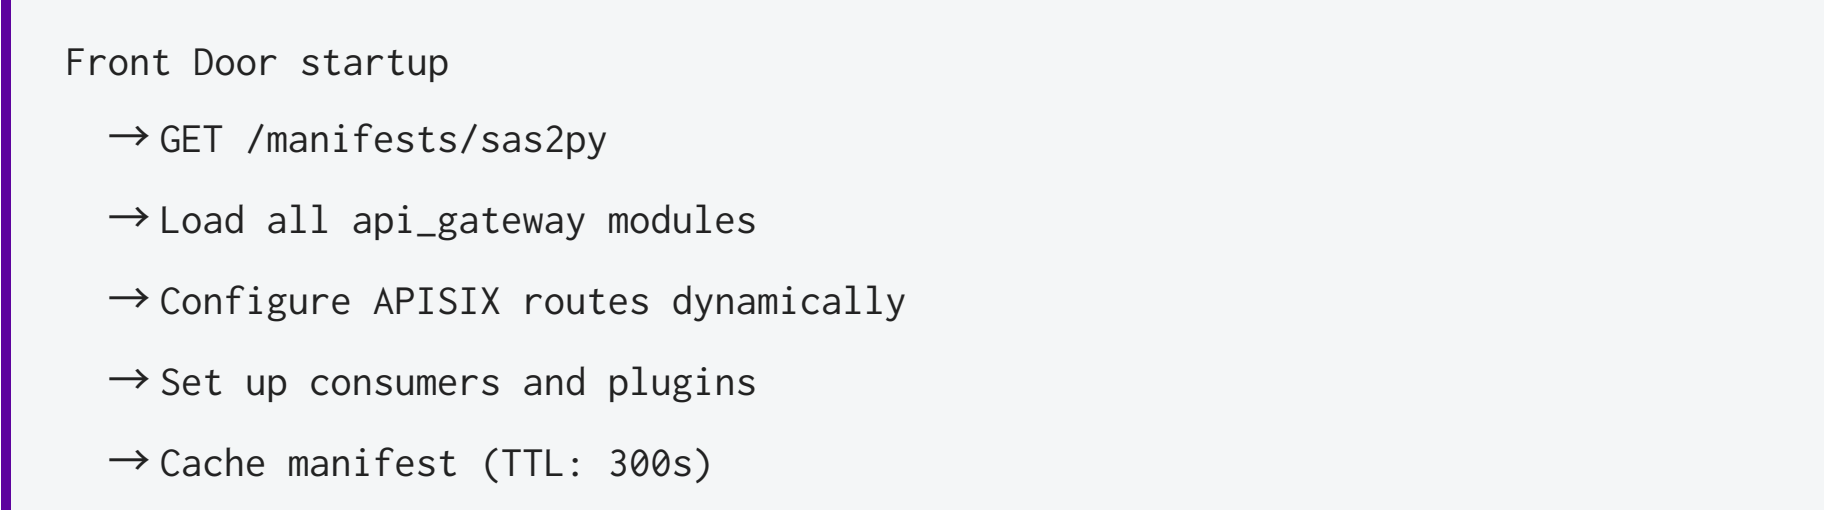 Front Door startup
→ GET /manifests/sas2py
→ Load all api_gateway modules
→ Configure APISIX routes dynamically
→ Set up consumers and plugins
→ Cache manifest (TTL: 300s)